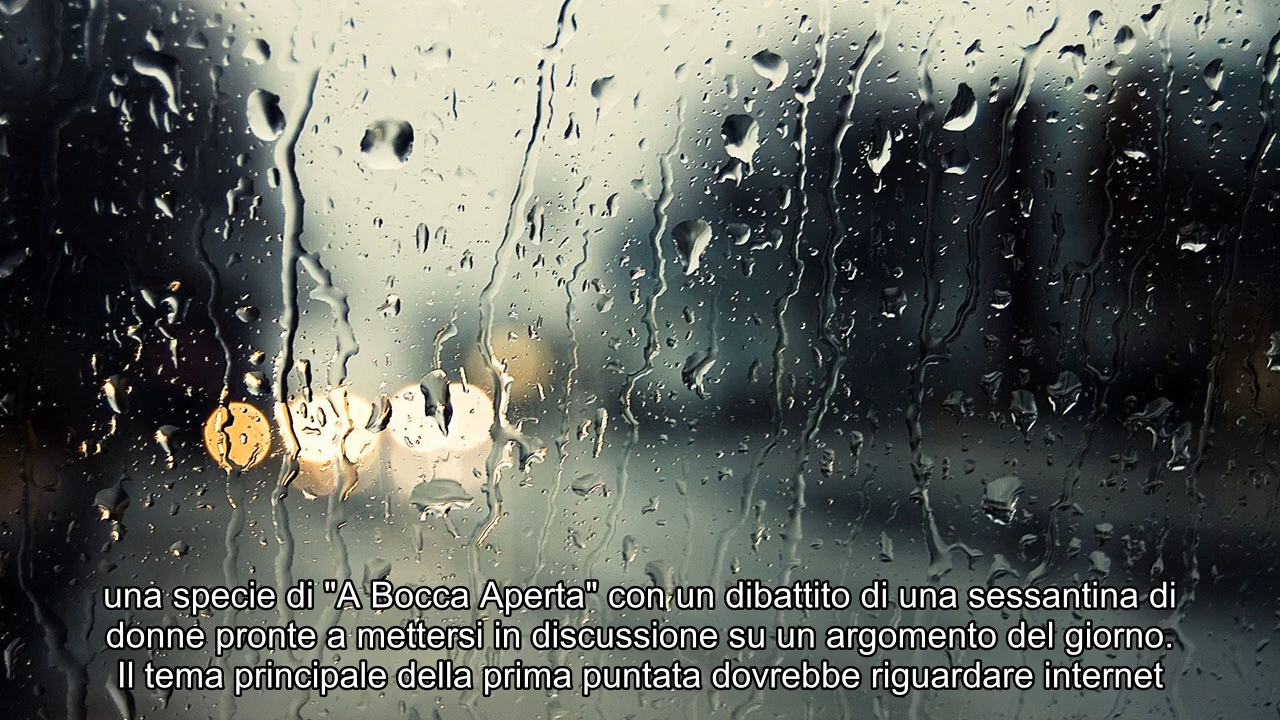 una specie di "A Bocca Aperta" con un dibattito di una sessantina di
donne pronte a mettersi in discussione su un argomento del giorno.
Il tema principale della prima puntata dovrebbe riguardare internet